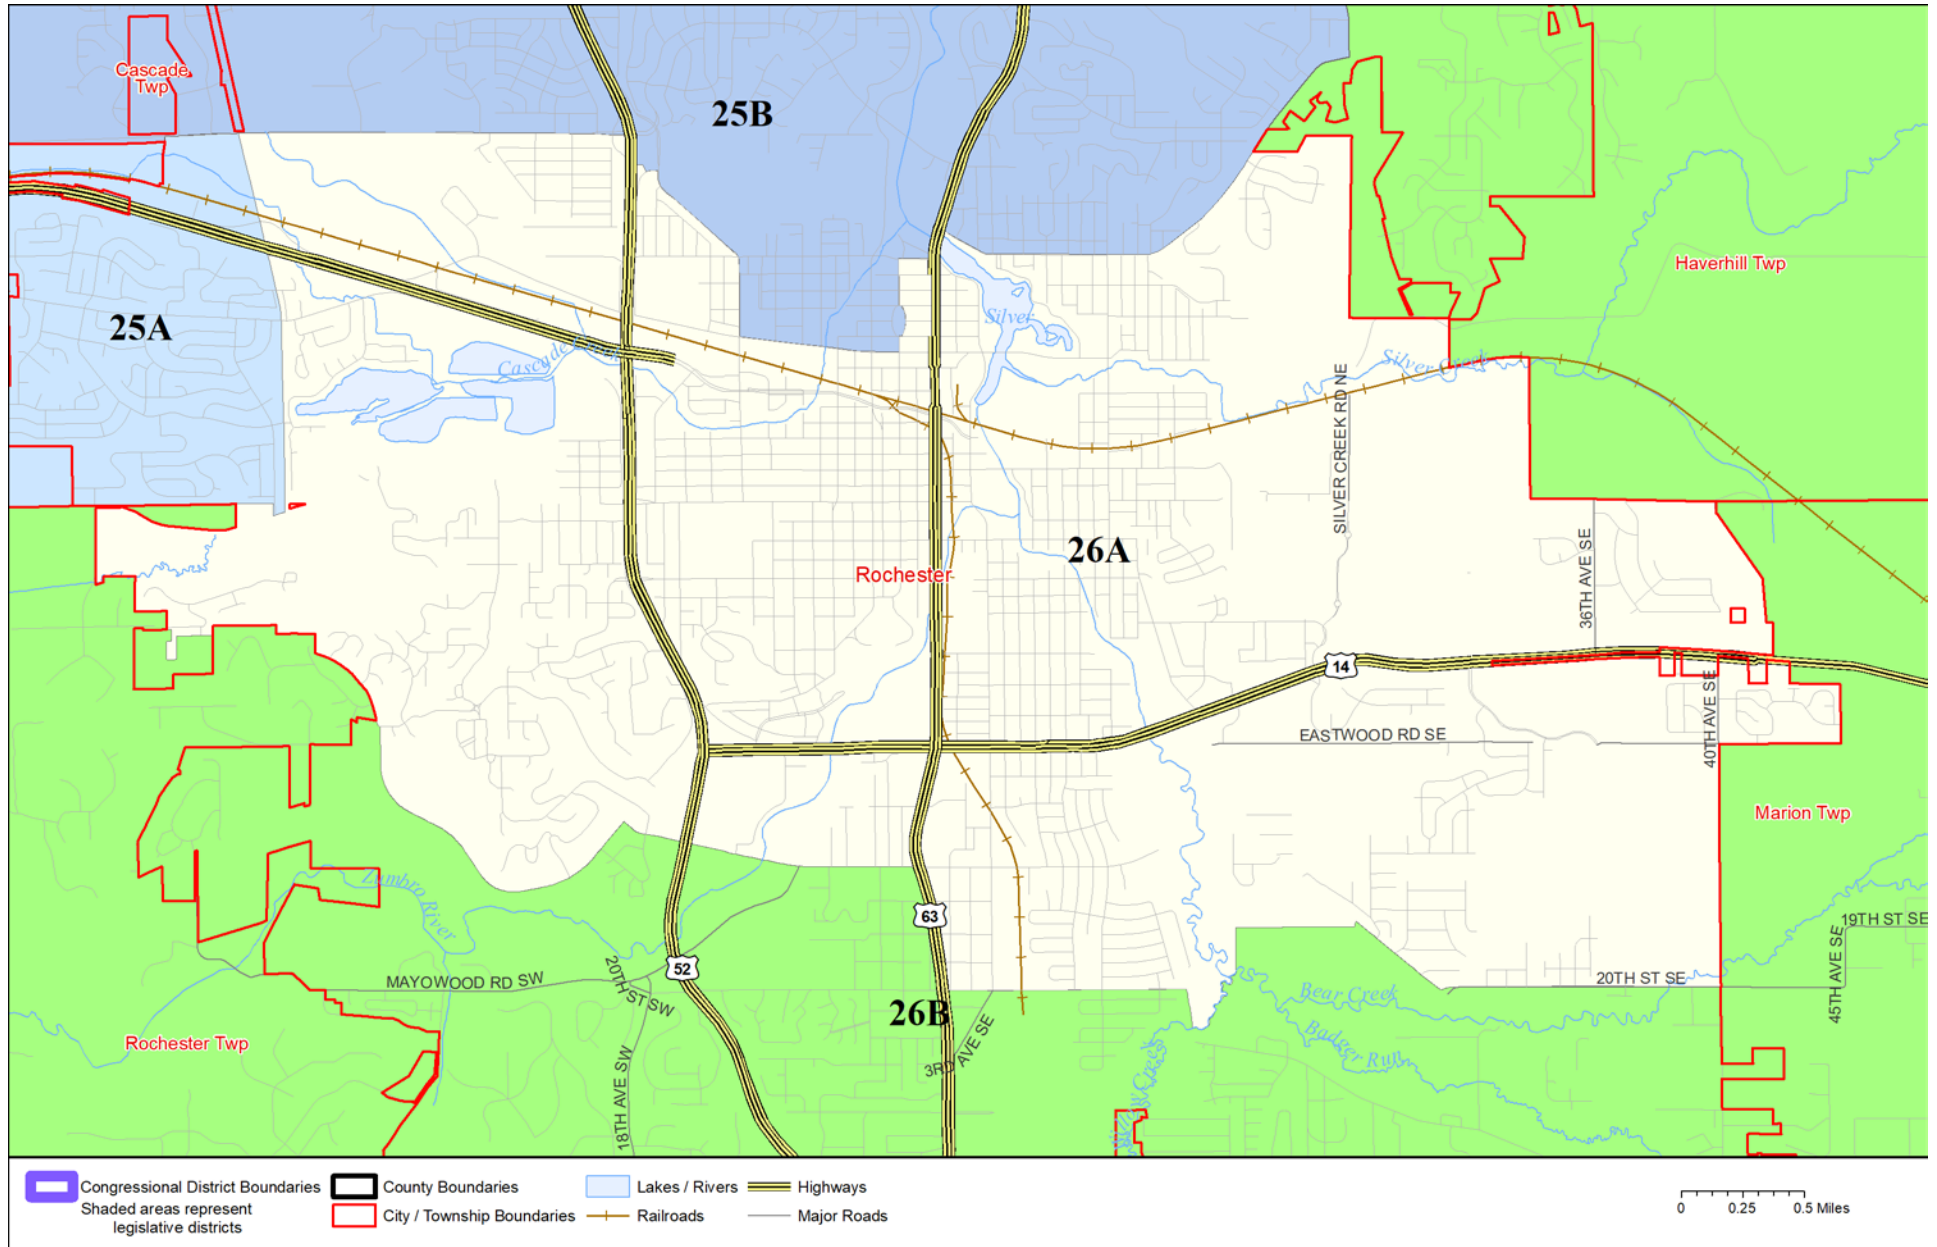 Cascade
Twp
25B
Haverhill Twp
25A
Silver
Cascade Creek
Silver Creek
SILVER CREEK RD NE
26A
Rochester
36TH AVE SE
14
40TH AVE SE
EASTWOOD RD SE
Marion Twp
Zumbro River
63
19TH ST SE
45TH AVE SE
52
20TH ST SW
MAYOWOOD RD SW
20TH ST SE
Bear Creek
26B
Badger Run
Rochester Twp
3RD AVE SE
18TH AVE SW
Willow Creek
Congressional District Boundaries
Shaded areas represent
legislative districts
County Boundaries
City / Township Boundaries
Lakes / Rivers
Railroads
Highways
Major Roads
0 0.25 0.5 Miles